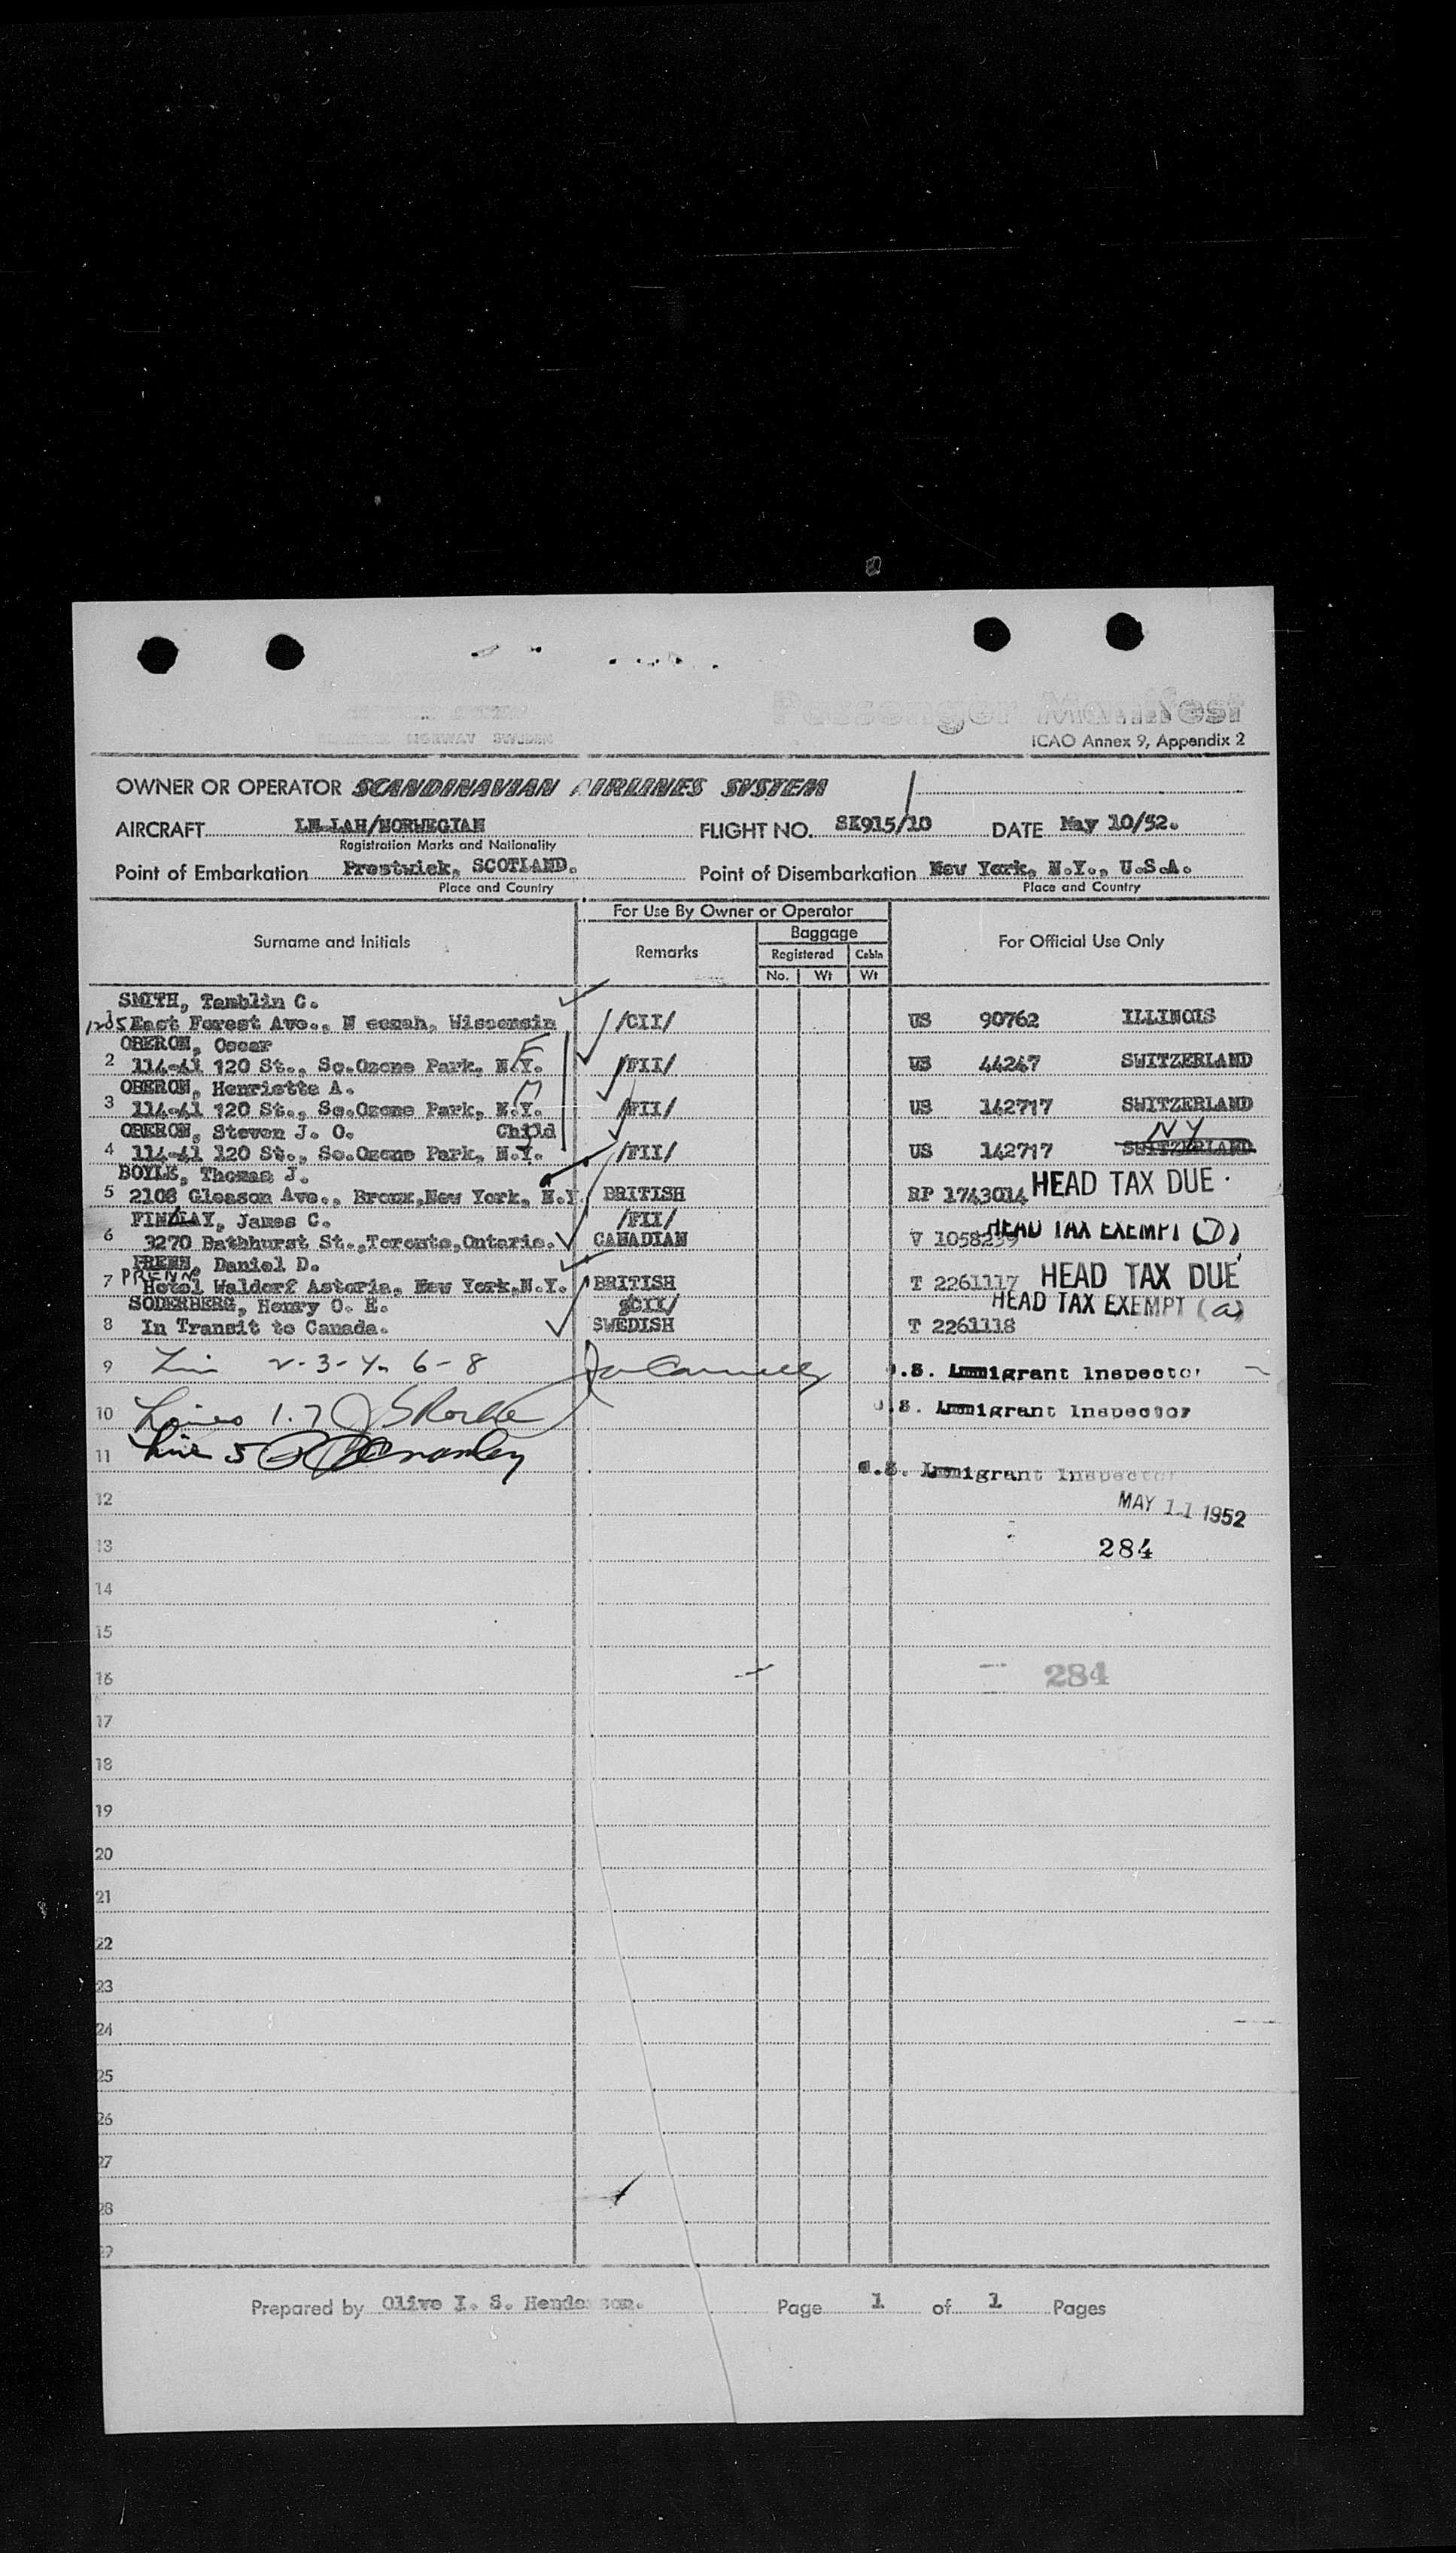 Passenger Manifest
NORWAY SWEDEN
ICAO Annex 9, Appendix 2
OWNER OR OPERATOR SCANDINAVIAN AIRLINES SYSTEM
AIRCRAFT LN-LAH/NORWEGIAN FLIGHT NO. SK915/10 DATE May 10/52.
Registration Marks and Nationality
Point of Embarkation Prestwick, SCOTLAND. Point of Disembarkation New York, N.Y., U.S.A.
Place and Country Place and Country
For Use By Owner or Operator
Surname and Initials Remarks Baggage For Official Use Only
Registered Cabin
No. Wt Wt
SMITH, Tamblin C.
1205 East Forest Ave., N eenah, Wisconsin /CII/ US 90762 ILLINOIS
OBERON, Oscar
2 114-41 120 St., So.Ozone Park, N.Y. F /FII/ US 44247 SWITZERLAND
OBERON, Henriette A.
3 114-41 120 St., So.Ozone Park, N.Y. M /FII/ US 142717 SWITZERLAND
OBERON, Steven J. O. Child NY
4 114-41 120 St., So.Ozone Park, N.Y. /FII/ US 142717 SWITZERLAND
BOYLE, Thomas J.
5 2108 Gleason Ave., Bronx,New York, N.Y. BRITISH RP 1743014 HEAD TAX DUE
FINDLAY, James C. /FII/
6 3270 Bathhurst St.,Toronto,Ontario. CANADIAN V 1058239 HEAD TAX EXEMPT
PRENN, Daniel D.
7 PRENN Hotel Waldorf Astoria, New York,N.Y. BRITISH T 2261117 HEAD TAX DUE
SODERBERG, Henry O. E. /CII/ HEAD TAX EXEMPT (a)
8 In Transit to Canada. SWEDISH T 2261118
9 2-3-4- 6-8 U.S. Immigrant Inspector
10 Lines 1.7 U.S. Immigrant Inspector
11 Line 5
U.S. Immigrant Inspector
12 MAY 11 1952
13 284
14
15
16 284
17
18
19
20
21
22
23
24
25
26
27
28
29
Prepared by Olive I. S. Henderson. Page 1 of 1 Pages